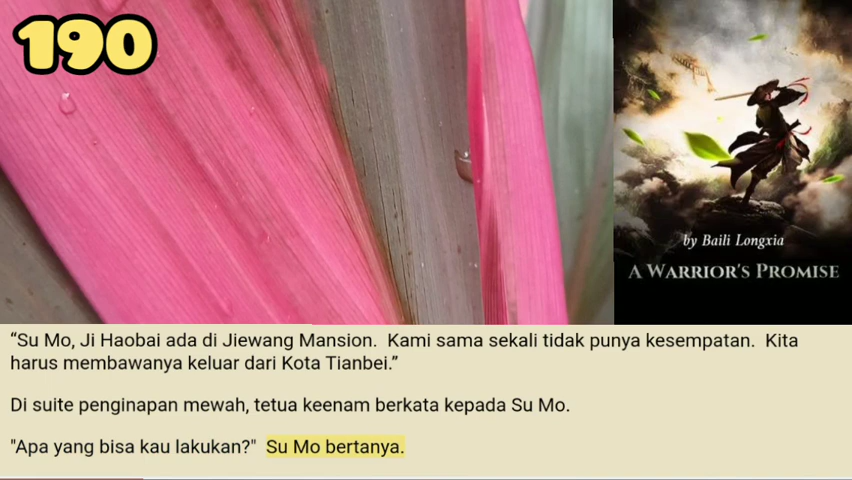 190
by Baili Longxia
A WARRIOR'S PROMISE
“Su Mo, Ji Haobai ada di Jiewang Mansion.  Kami sama sekali tidak punya kesempatan.  Kita
harus membawanya keluar dari Kota Tianbei.”
Di suite penginapan mewah, tetua keenam berkata kepada Su Mo.
"Apa yang bisa kau lakukan?"  Su Mo bertanya.